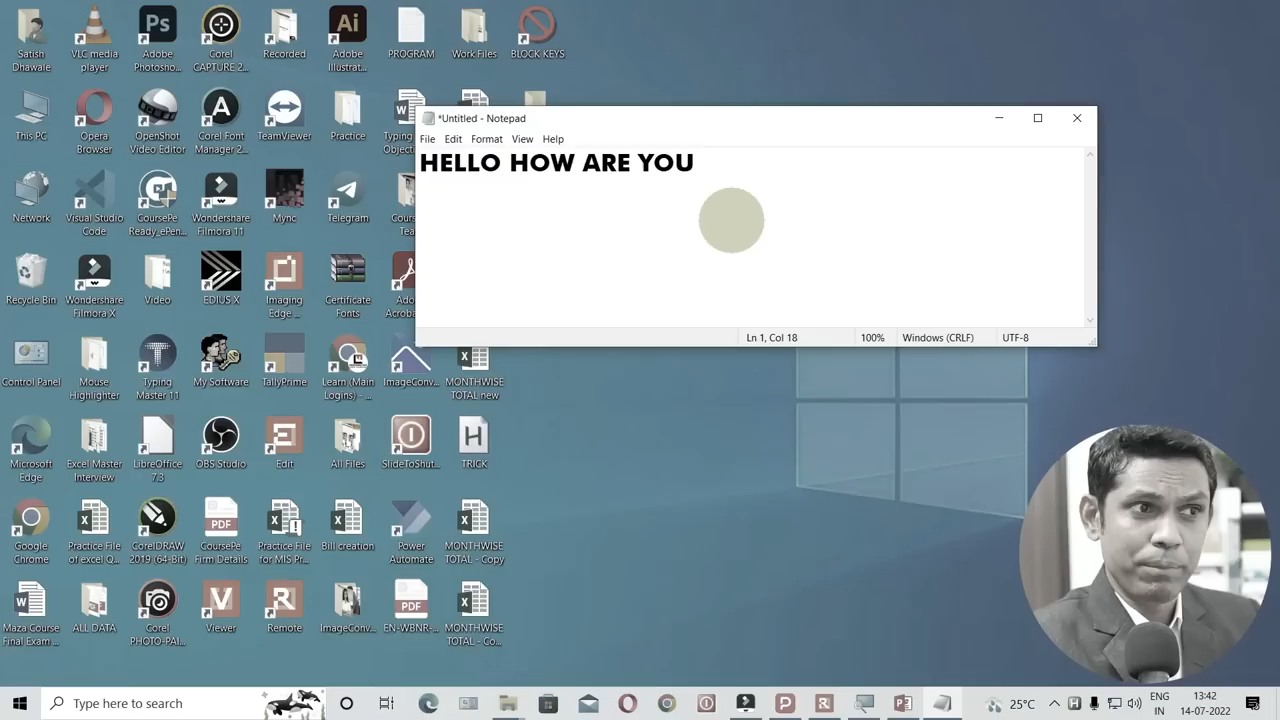 Satish Dhawale
VLC media player
Adobe Photosho...
Corel CAPTURE 2...
Recorded
Adobe Illustrat...
PROGRAM
Work Files
BLOCK KEYS
This PC
Opera Browser
OpenShot Video Editor
Corel Font Manager 2...
TeamViewer
Practice
*Untitled - Notepad
File Edit Format View Help
HELLO HOW ARE YOU
Ln 1, Col 18
100%
Windows (CRLF)
UTF-8
Network
Visual Studio Code
CoursePe Ready_ePen...
Wondershare Filmora 11
Mync
Telegram
Recycle Bin
Wondershare Filmora X
Video
EDIUS X
Imaging Edge ...
Certificate Fonts
Control Panel
Mouse Highlighter
Typing Master 11
My Software
TallyPrime
Learn (Main Logins) - ...
ImageConv...
MONTHWISE TOTAL new
Microsoft Edge
Excel Master Interview
LibreOffice 7.3
OBS Studio
Edit
All Files
SlideToShut...
TRICK
Google Chrome
Practice File of excel Q...
CorelDRAW 2019 (64-Bit)
CoursePe Firm Details
Practice File for MIS Pr...
Bill creation
Power Automate
MONTHWISE TOTAL - Copy
Maza Course Final Exam ...
ALL DATA
Corel PHOTO-PAI...
Viewer
Remote
ImageConv...
EN-WBNR-...
MONTHWISE TOTAL - Co...
Type here to search
25°C
ENG
IN
13:42
14-07-2022